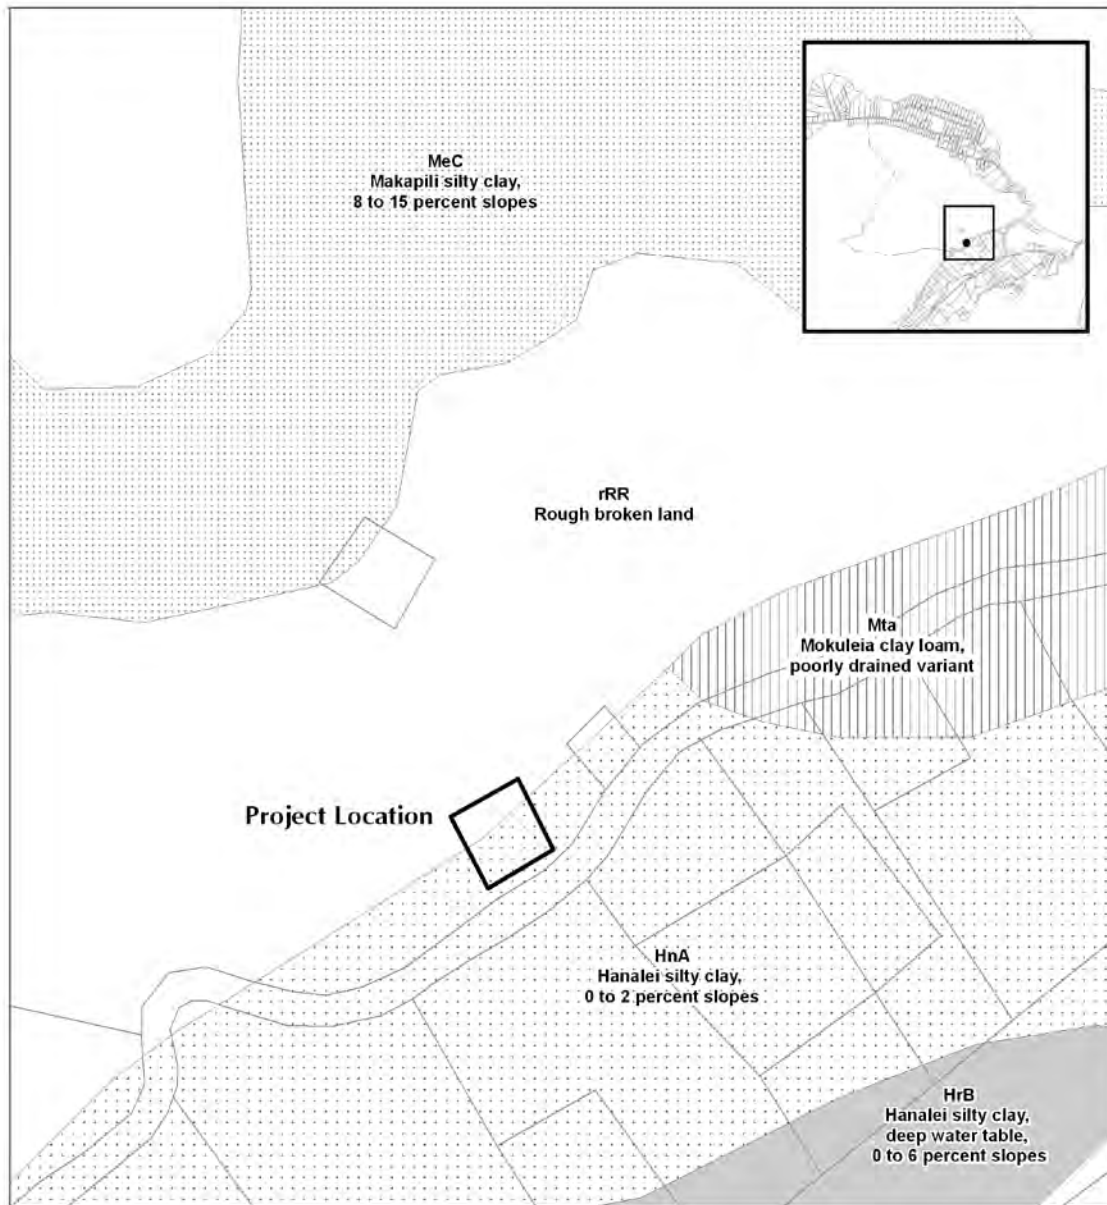 MeC
Makapili silty clay,
8 to 15 percent slopes
rRR
Rough broken land
Mta
Mokuleia clay loam,
poorly drained variant
Project Location
HnA
Hanalei silty clay,
0 to 2 percent slopes
HrB
Hanalei silty clay,
deep water table,
0 to 6 percent slopes